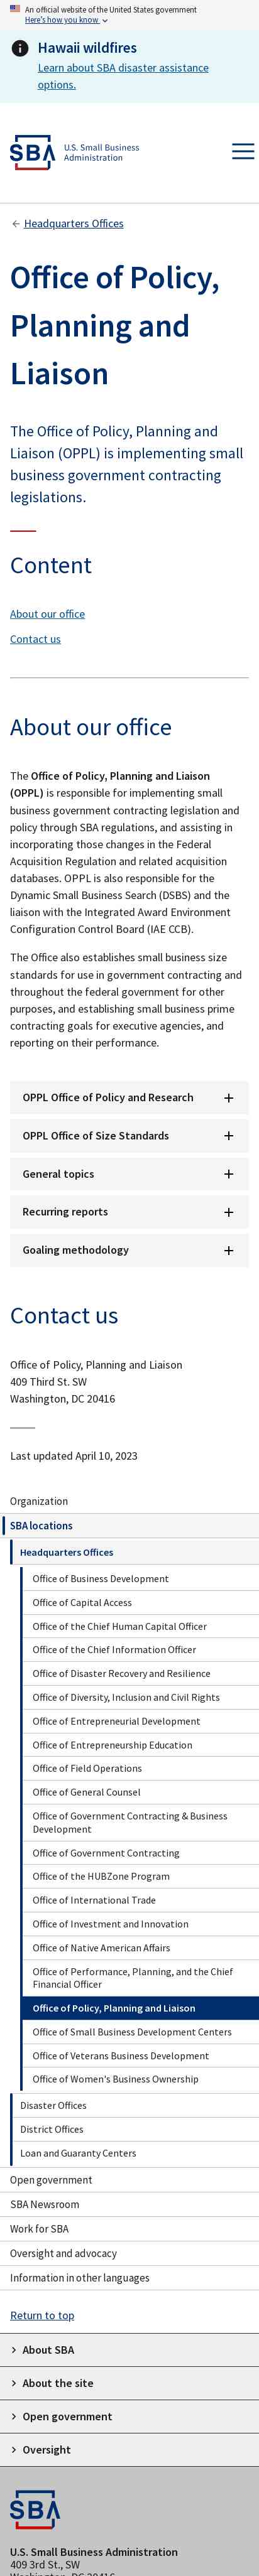 An official website of the United States government
Here's how you know
Hawaii wildfires
Learn about SBA disaster assistance
options.
SBA
U.S. Small Business
Administration
Headquarters Offices
Office of Policy,
Planning and
Liaison
The Office of Policy, Planning and
Liaison (OPPL) is implementing small
business government contracting
legislations.
Content
About our office
Contact us
About our office
The Office of Policy, Planning and Liaison
(OPPL) is responsible for implementing small
business government contracting legislation and
policy through SBA regulations, and assisting in
incorporating those changes in the Federal
Acquisition Regulation and related acquisition
databases. OPPL is also responsible for the
Dynamic Small Business Search (DSBS) and the
liaison with the Integrated Award Environment
Configuration Control Board (IAE CCB).
The Office also establishes small business size
standards for use in small government contracting
throughout the federal government for other
purposes, and establishing small business prime
contracting goals for executive agencies, and
reporting on their performance.
OPPL Office of Policy and Research
OPPL Office of Size Standards
General topics
Recurring reports
Goaling methodology
Contact us
Office of Policy, Planning and Liaison
409 Third St. SW
Washington, DC 20416
Last updated April 10, 2023
Organization
SBA locations
Headquarters Offices
Office of Business Development
Office of Capital Access
Office of the Chief Human Capital Officer
Office of the Chief Information Officer
Office of Disaster Recovery and Resilience
Office of Diversity, Inclusion and Civil Rights
Office of Entrepreneurial Development
Office of Entrepreneurship Education
Office of Field Operations
Office of General Counsel
Office of Government Contracting & Business
Development
Office of Government Contracting
Office of the HUBZone Program
Office of International Trade
Office of Investment and Innovation
Office of Native American Affairs
Office of Performance, Planning, and the Chief
Financial Officer
Office of Policy, Planning and Liaison
Office of Small Business Development Centers
Office of Veterans Business Development
Office of Women's Business Ownership
Disaster Offices
District Offices
Loan and Guaranty Centers
Open government
SBA Newsroom
Work for SBA
Oversight and advocacy
Information in other languages
Return to top
About SBA
About the site
Open government
Oversight
SBA
U.S. Small Business Administration
409 3rd St., SW
Washington, DC 20416